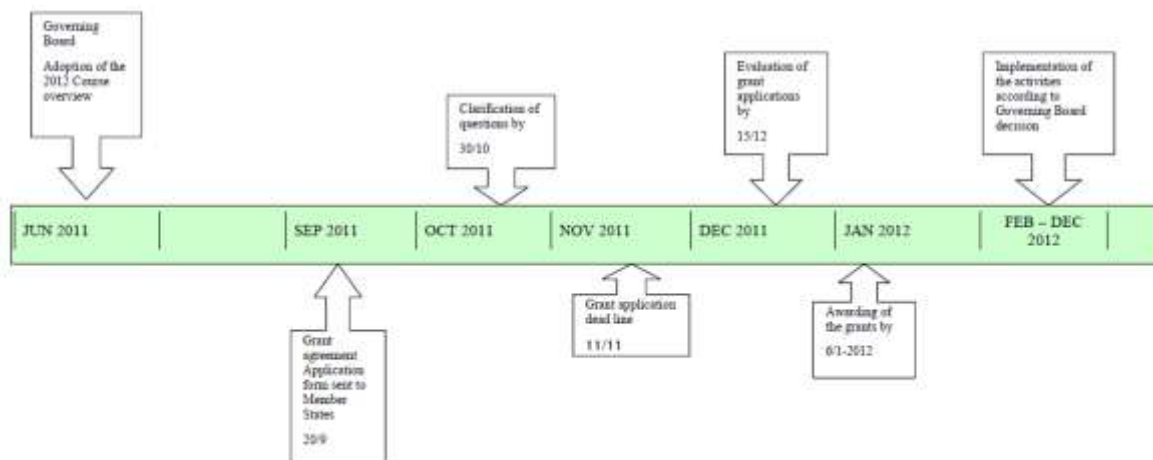 Governing
Board
Adoption of the
2012 Course
overview
Clarification of
questions by
30/10
Evaluation of
grant
applications
by
15/12
Implementation of
the activities
according to
Governing Board
decision
JUN 2011
SEP 2011
OCT 2011
NOV 2011
DEC 2011
JAN 2012
FEB – DEC
2012
Grant
agreement
Application
form sent to
Member
States
20/9
Grant application
dead line
11/11
Awarding of
the grants by
6/1-2012